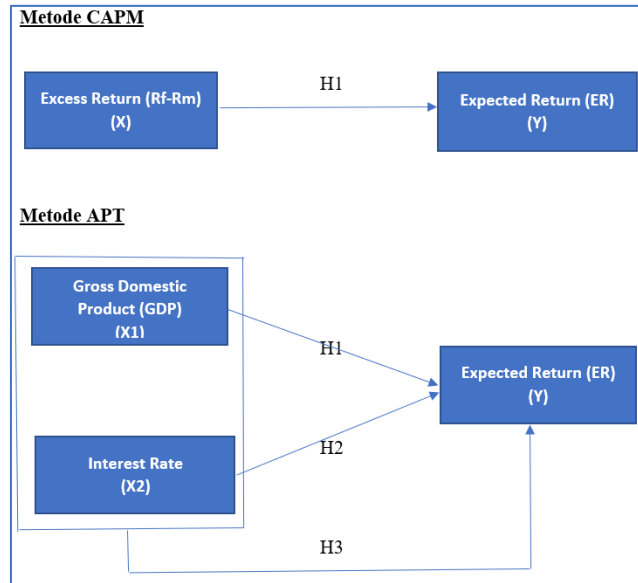 Metode CAPM
Excess Return (Rf-Rm)
(X)
H1
Expected Return (ER)
(Y)
Metode APT
Gross Domestic
Product (GDP)
(X1)
H1
Expected Return (ER)
(Y)
Interest Rate
(X2)
H2
H3